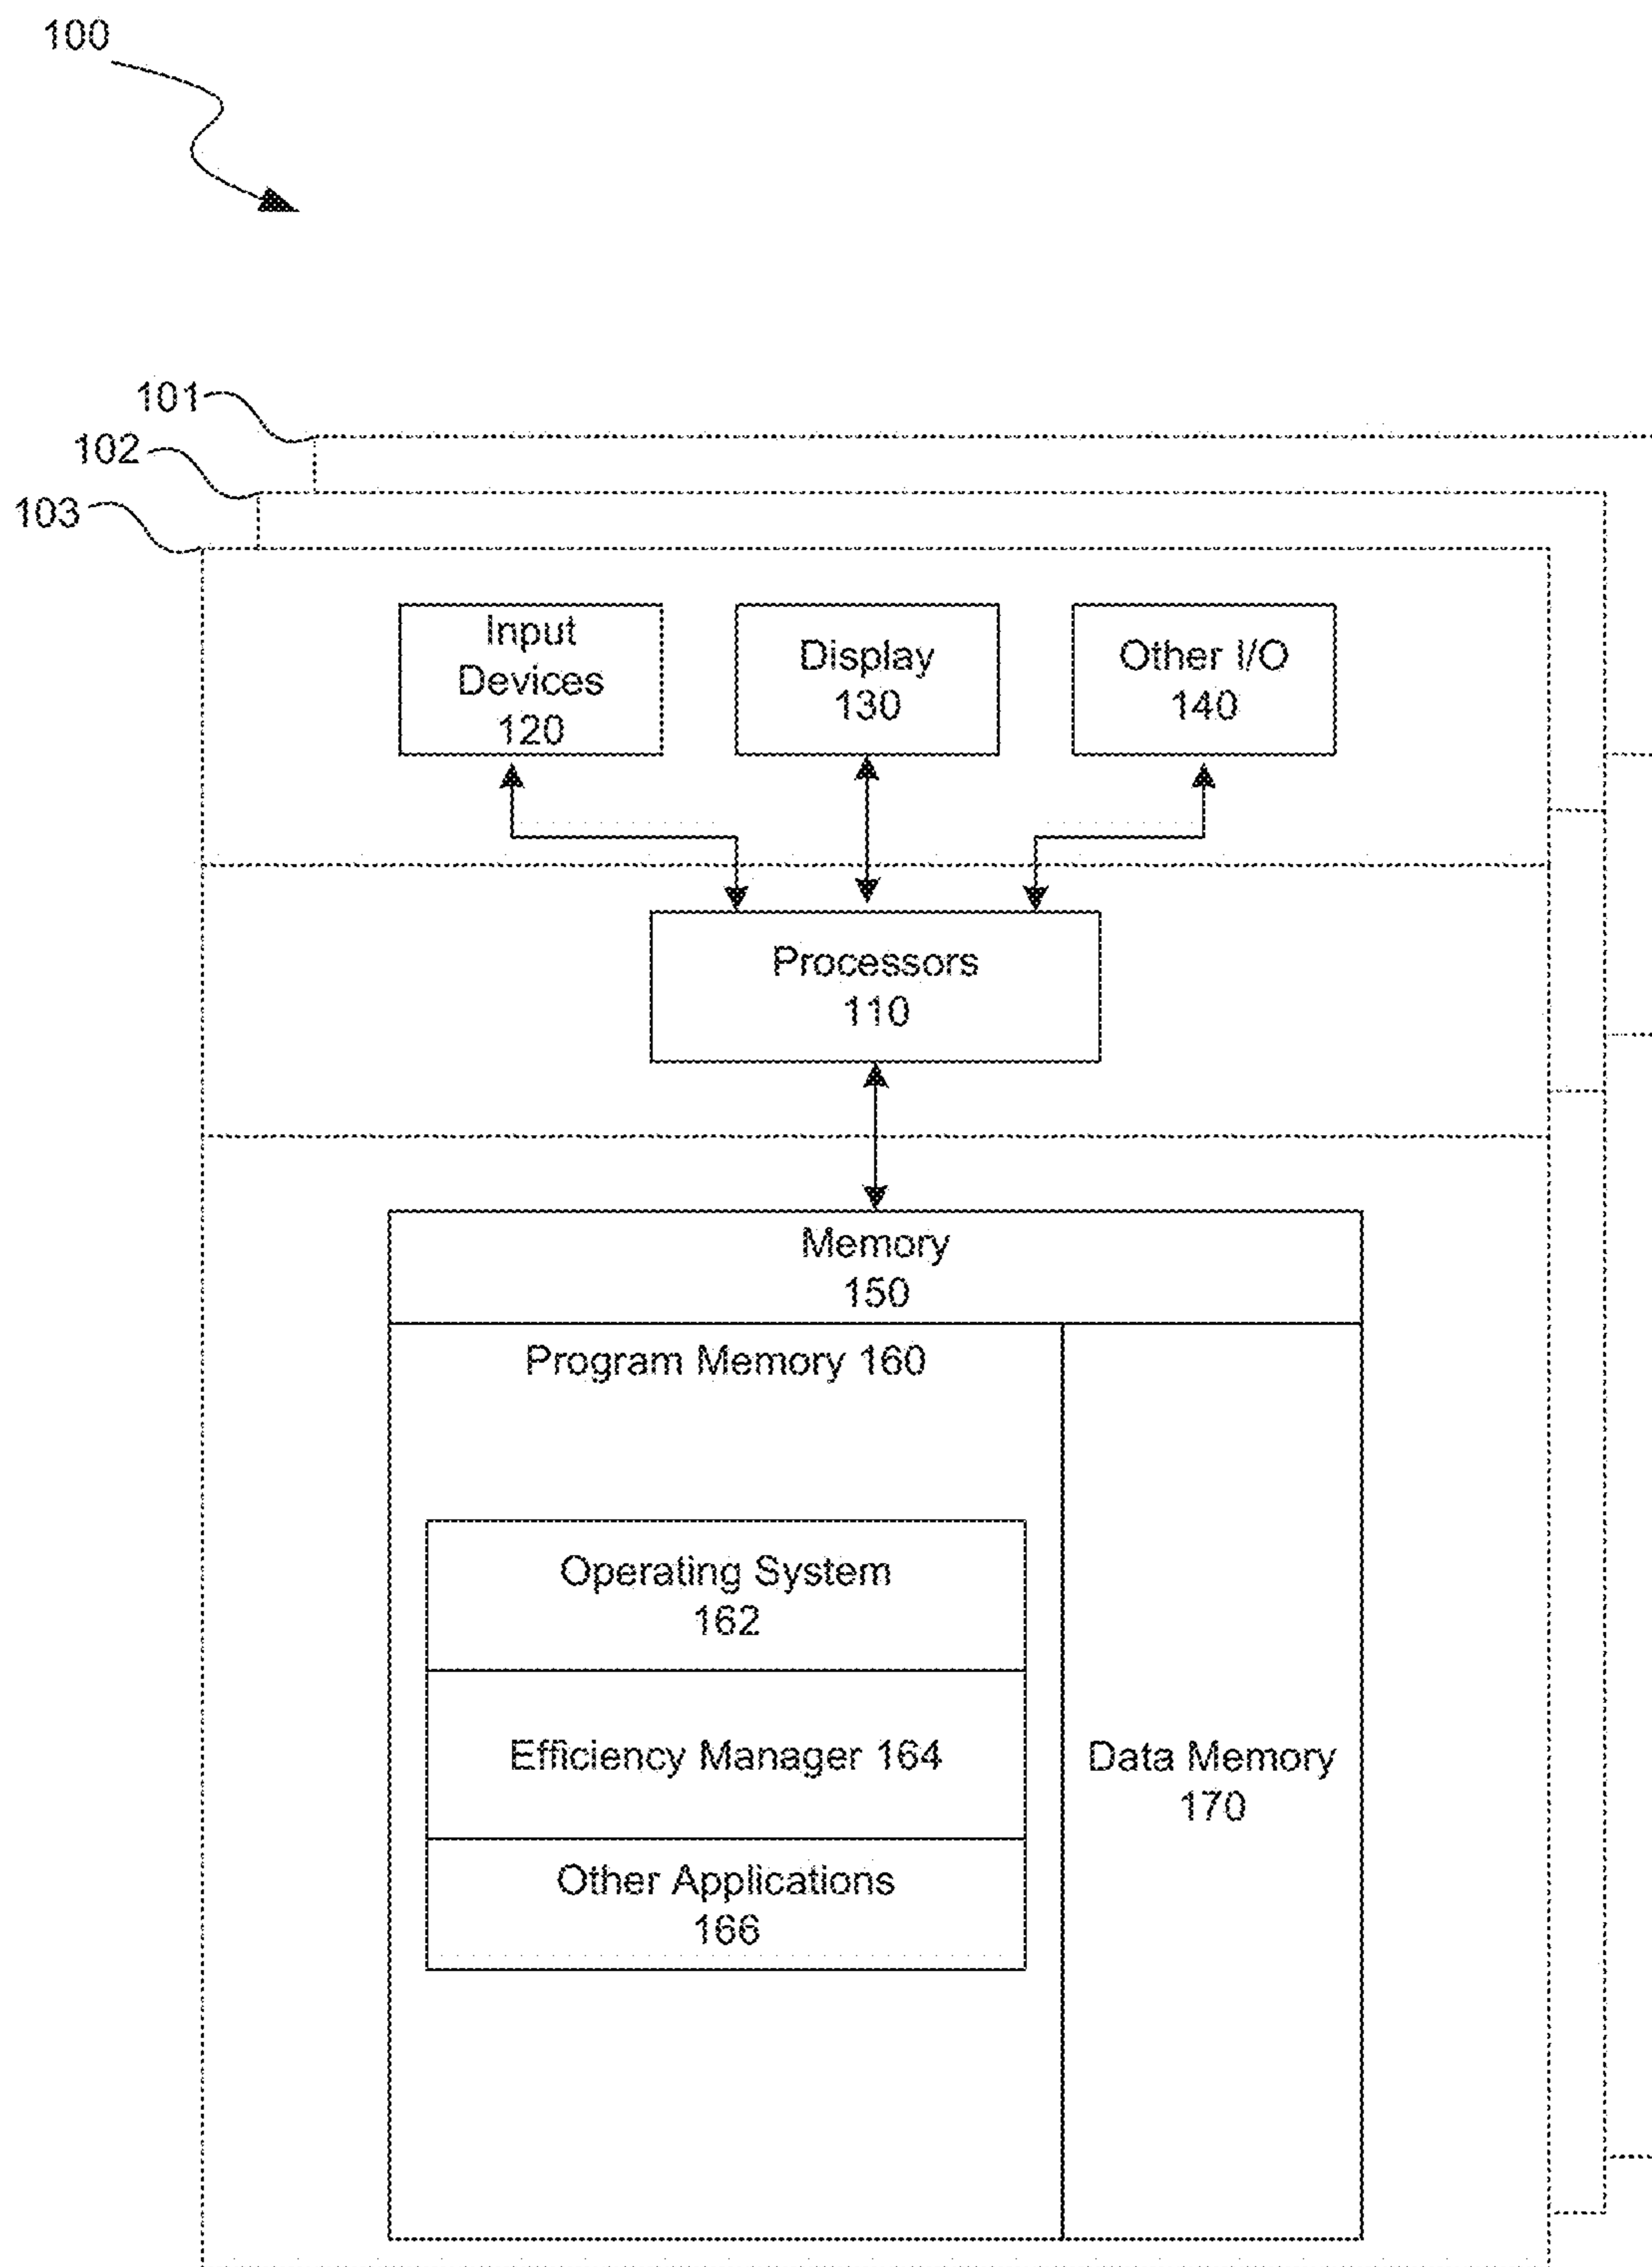 100
101
102
103
Input
Devices
120
Display
130
Other I/O
140
Processors
110
Memory
150
Program Memory 160
Operating System
162
Efficiency Manager 164
Other Applications
166
Data Memory
170